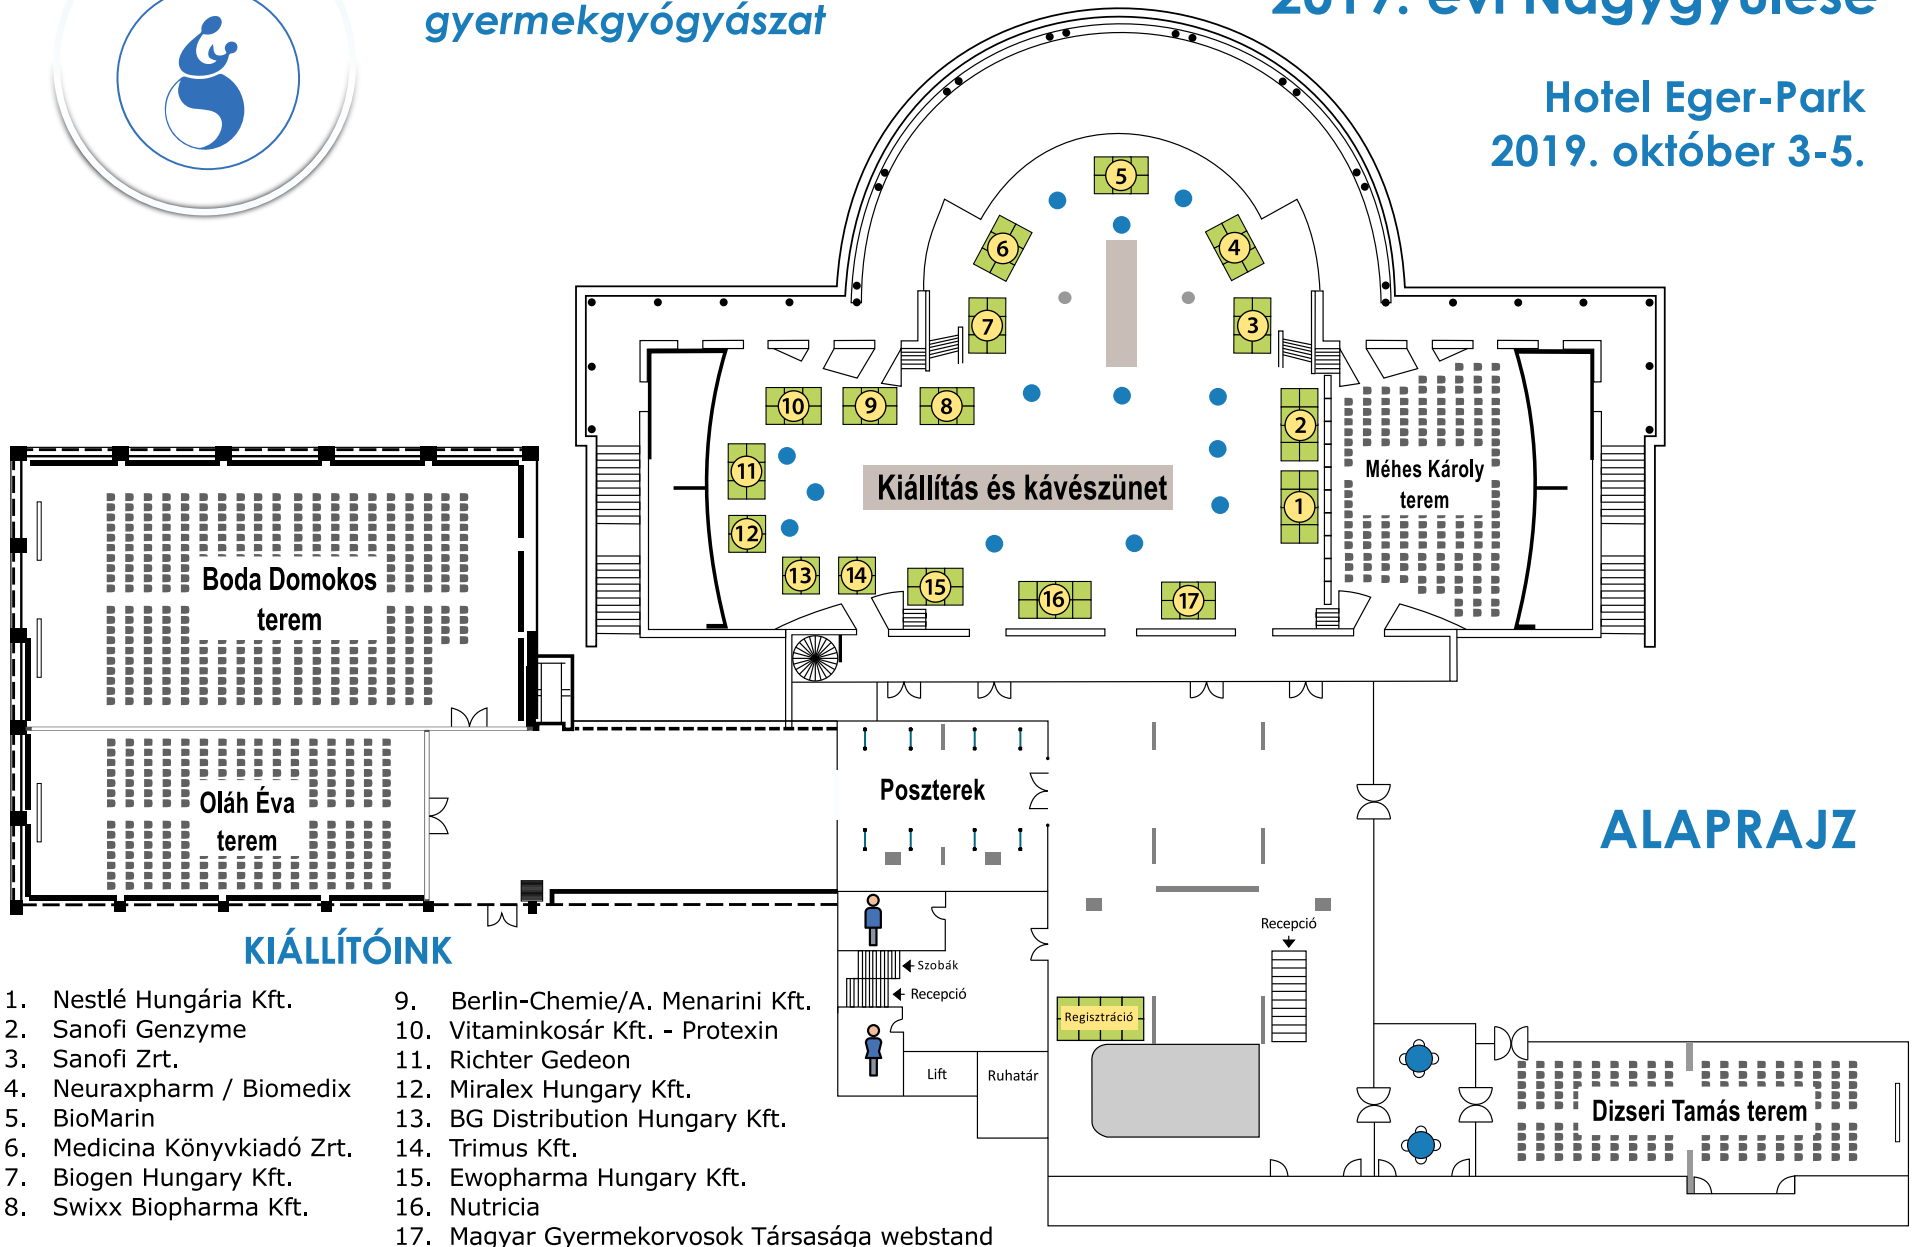 gyermekgyógyászat
2019. évi Nagygyűlése
Hotel Eger-Park
2019. október 3-5.
5
6
4
7
3
10
9
8
2
11
1
12
13
14
15
16
17
Kiállítás és kávészünet
Méhes Károly
terem
Boda Domokos
terem
Oláh Éva
terem
Poszterek
ALAPRAJZ
Recepció
Szobák
Recepció
Regisztráció
Lift
Ruhatár
Dizseri Tamás terem
KIÁLLÍTÓINK
1. Nestlé Hungária Kft.
2. Sanofi Genzyme
3. Sanofi Zrt.
4. Neuraxpharm / Biomedix
5. BioMarin
6. Medicina Könyvkiadó Zrt.
7. Biogen Hungary Kft.
8. Swixx Biopharma Kft.
9. Berlin-Chemie/A. Menarini Kft.
10. Vitaminkosár Kft. - Protexin
11. Richter Gedeon
12. Miralex Hungary Kft.
13. BG Distribution Hungary Kft.
14. Trimus Kft.
15. Ewopharma Hungary Kft.
16. Nutricia
17. Magyar Gyermekorvosok Társasága webstand